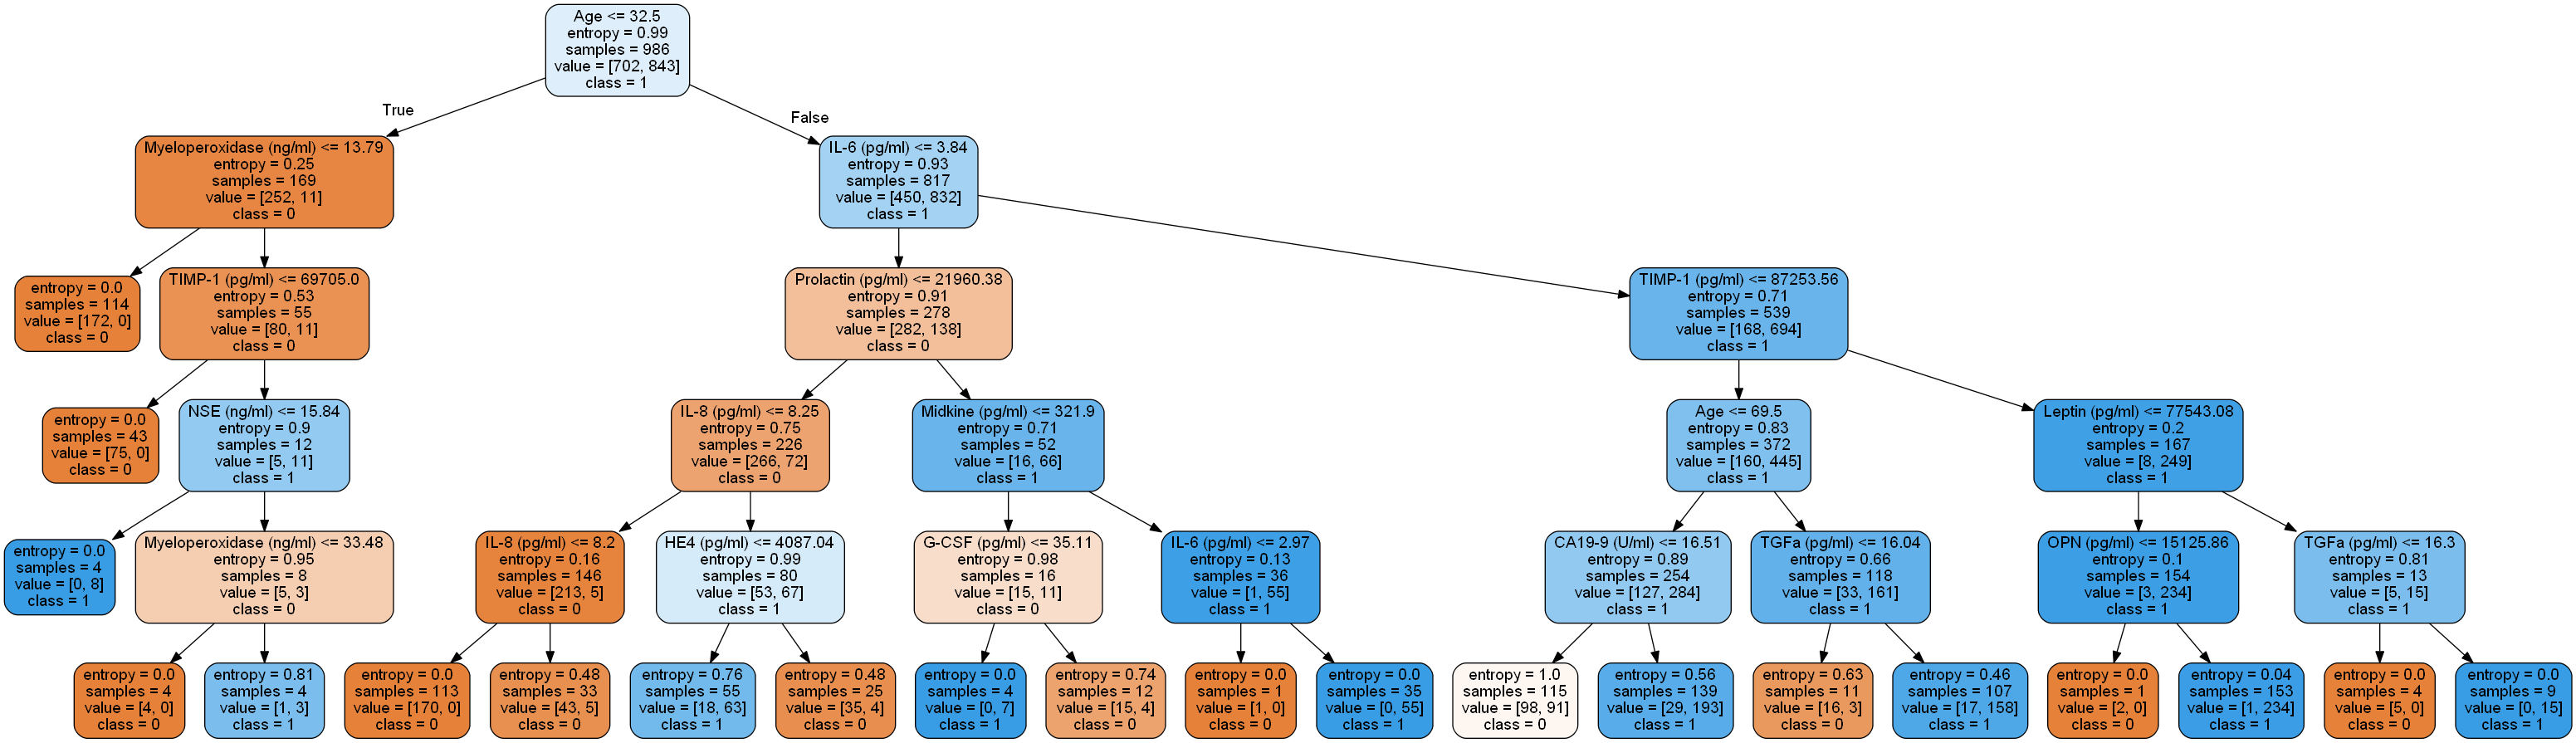 Age <= 32.5
entropy = 0.99
samples = 986
value = [702, 843]
class = 1
True
False
Myeloperoxidase (ng/ml) <= 13.79
entropy = 0.25
samples = 169
value = [252, 11]
class = 0
IL-6 (pg/ml) <= 3.84
entropy = 0.93
samples = 817
value = [450, 832]
class = 1
entropy = 0.0
samples = 114
value = [172, 0]
class = 0
TIMP-1 (pg/ml) <= 69705.0
entropy = 0.53
samples = 55
value = [80, 11]
class = 0
Prolactin (pg/ml) <= 21960.38
entropy = 0.91
samples = 278
value = [282, 138]
class = 0
TIMP-1 (pg/ml) <= 87253.56
entropy = 0.71
samples = 539
value = [168, 694]
class = 1
entropy = 0.0
samples = 43
value = [75, 0]
class = 0
NSE (ng/ml) <= 15.84
entropy = 0.9
samples = 12
value = [5, 11]
class = 1
IL-8 (pg/ml) <= 8.25
entropy = 0.75
samples = 226
value = [266, 72]
class = 0
Midkine (pg/ml) <= 321.9
entropy = 0.71
samples = 52
value = [16, 66]
class = 1
Age <= 69.5
entropy = 0.83
samples = 372
value = [160, 445]
class = 1
Leptin (pg/ml) <= 77543.08
entropy = 0.2
samples = 167
value = [8, 249]
class = 1
entropy = 0.0
samples = 4
value = [0, 8]
class = 1
Myeloperoxidase (ng/ml) <= 33.48
entropy = 0.95
samples = 8
value = [5, 3]
class = 0
IL-8 (pg/ml) <= 8.2
entropy = 0.16
samples = 146
value = [213, 5]
class = 0
HE4 (pg/ml) <= 4087.04
entropy = 0.99
samples = 80
value = [53, 67]
class = 1
G-CSF (pg/ml) <= 35.11
entropy = 0.98
samples = 16
value = [15, 11]
class = 0
IL-6 (pg/ml) <= 2.97
entropy = 0.13
samples = 36
value = [1, 55]
class = 1
CA19-9 (U/ml) <= 16.51
entropy = 0.89
samples = 254
value = [127, 284]
class = 1
TGFa (pg/ml) <= 16.04
entropy = 0.66
samples = 118
value = [33, 161]
class = 1
OPN (pg/ml) <= 15125.86
entropy = 0.1
samples = 154
value = [3, 234]
class = 1
TGFa (pg/ml) <= 16.3
entropy = 0.81
samples = 13
value = [5, 15]
class = 1
entropy = 0.0
samples = 4
value = [4, 0]
class = 0
entropy = 0.81
samples = 4
value = [1, 3]
class = 1
entropy = 0.0
samples = 113
value = [170, 0]
class = 0
entropy = 0.48
samples = 33
value = [43, 5]
class = 0
entropy = 0.76
samples = 55
value = [18, 63]
class = 1
entropy = 0.48
samples = 25
value = [35, 4]
class = 0
entropy = 0.0
samples = 4
value = [0, 7]
class = 1
entropy = 0.74
samples = 12
value = [15, 4]
class = 0
entropy = 0.0
samples = 1
value = [1, 0]
class = 0
entropy = 0.0
samples = 35
value = [0, 55]
class = 1
entropy = 1.0
samples = 115
value = [98, 91]
class = 0
entropy = 0.56
samples = 139
value = [29, 193]
class = 1
entropy = 0.63
samples = 11
value = [16, 3]
class = 0
entropy = 0.46
samples = 107
value = [17, 158]
class = 1
entropy = 0.0
samples = 1
value = [2, 0]
class = 0
entropy = 0.04
samples = 153
value = [1, 234]
class = 1
entropy = 0.0
samples = 4
value = [5, 0]
class = 0
entropy = 0.0
samples = 9
value = [0, 15]
class = 1